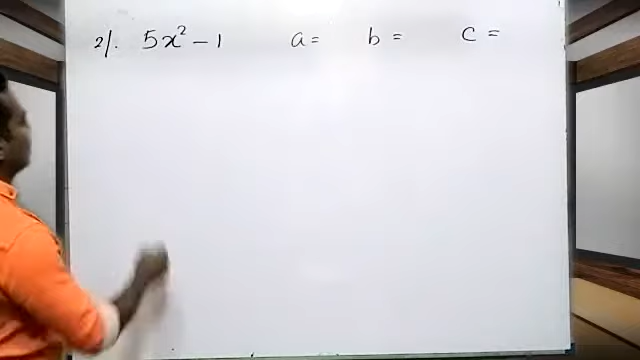 2). 5x² - 1 a = b = c =